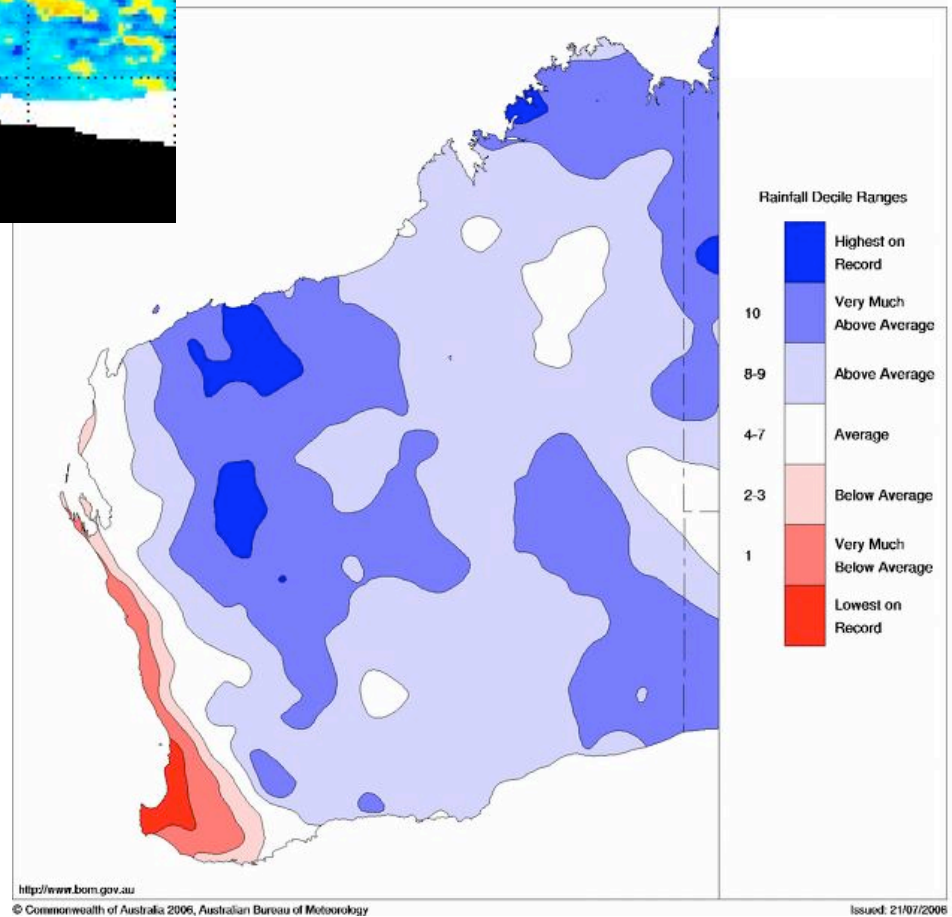 Rainfall Decile Ranges
Highest on
Record
10
Very Much
Above Average
8-9
Above Average
4-7
Average
2-3
Below Average
1
Very Much
Below Average
Lowest on
Record
http://www.bom.gov.au
© Commonwealth of Australia 2006, Australian Bureau of Meteorology
Issued: 21/07/2006